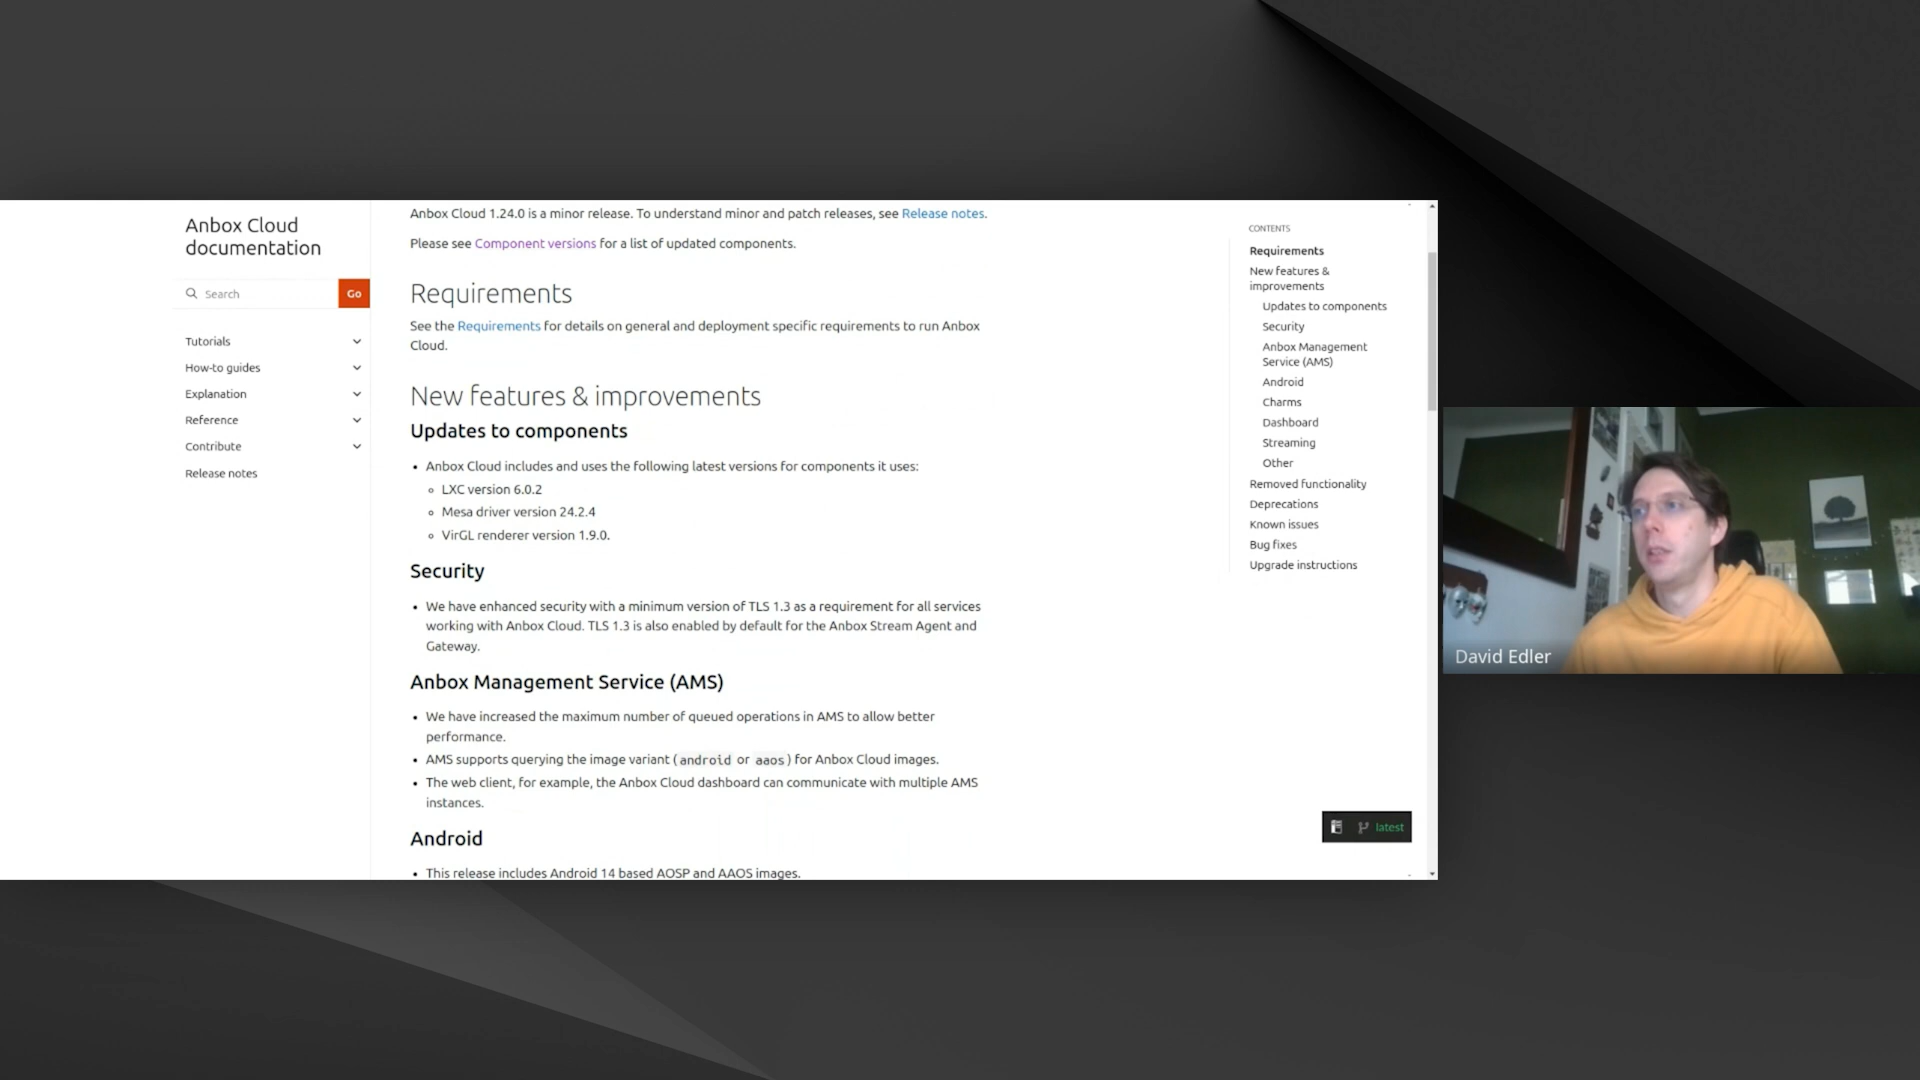 Anbox Cloud
documentation
Search
Go
Tutorials
How-to guides
Explanation
Reference
Contribute
Release notes
Anbox Cloud 1.24.0 is a minor release. To understand minor and patch releases, see Release notes.
Please see Component versions for a list of updated components.
Requirements
See the Requirements for details on general and deployment specific requirements to run Anbox
Cloud.
New features & improvements
Updates to components
• Anbox Cloud includes and uses the following latest versions for components it uses:
◦ LXC version 6.0.2
◦ Mesa driver version 24.2.4
◦ VirGL renderer version 1.9.0.
Security
• We have enhanced security with a minimum version of TLS 1.3 as a requirement for all services
working with Anbox Cloud. TLS 1.3 is also enabled by default for the Anbox Stream Agent and
Gateway.
Anbox Management Service (AMS)
• We have increased the maximum number of queued operations in AMS to allow better
performance.
• AMS supports querying the image variant (android or aaos) for Anbox Cloud images.
• The web client, for example, the Anbox Cloud dashboard can communicate with multiple AMS
instances.
Android
• This release includes Android 14 based AOSP and AAOS images.
CONTENTS
Requirements
New features &
improvements
Updates to components
Security
Anbox Management
Service (AMS)
Android
Charms
Dashboard
Streaming
Other
Removed functionality
Deprecations
Known issues
Bug fixes
Upgrade instructions
latest
David Edler